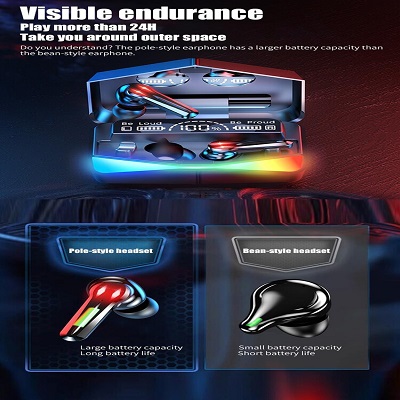 Visible endurance
Play more than 24H
Take you around outer space
Do you understand? The pole-style earphone has a larger battery capacity than
the bean-style earphone.
Be Loud
Be Proud
L
100%
R
Pole-style headset
Bean-style headset
Large battery capacity
Long battery life
Small battery capacity
Short battery life